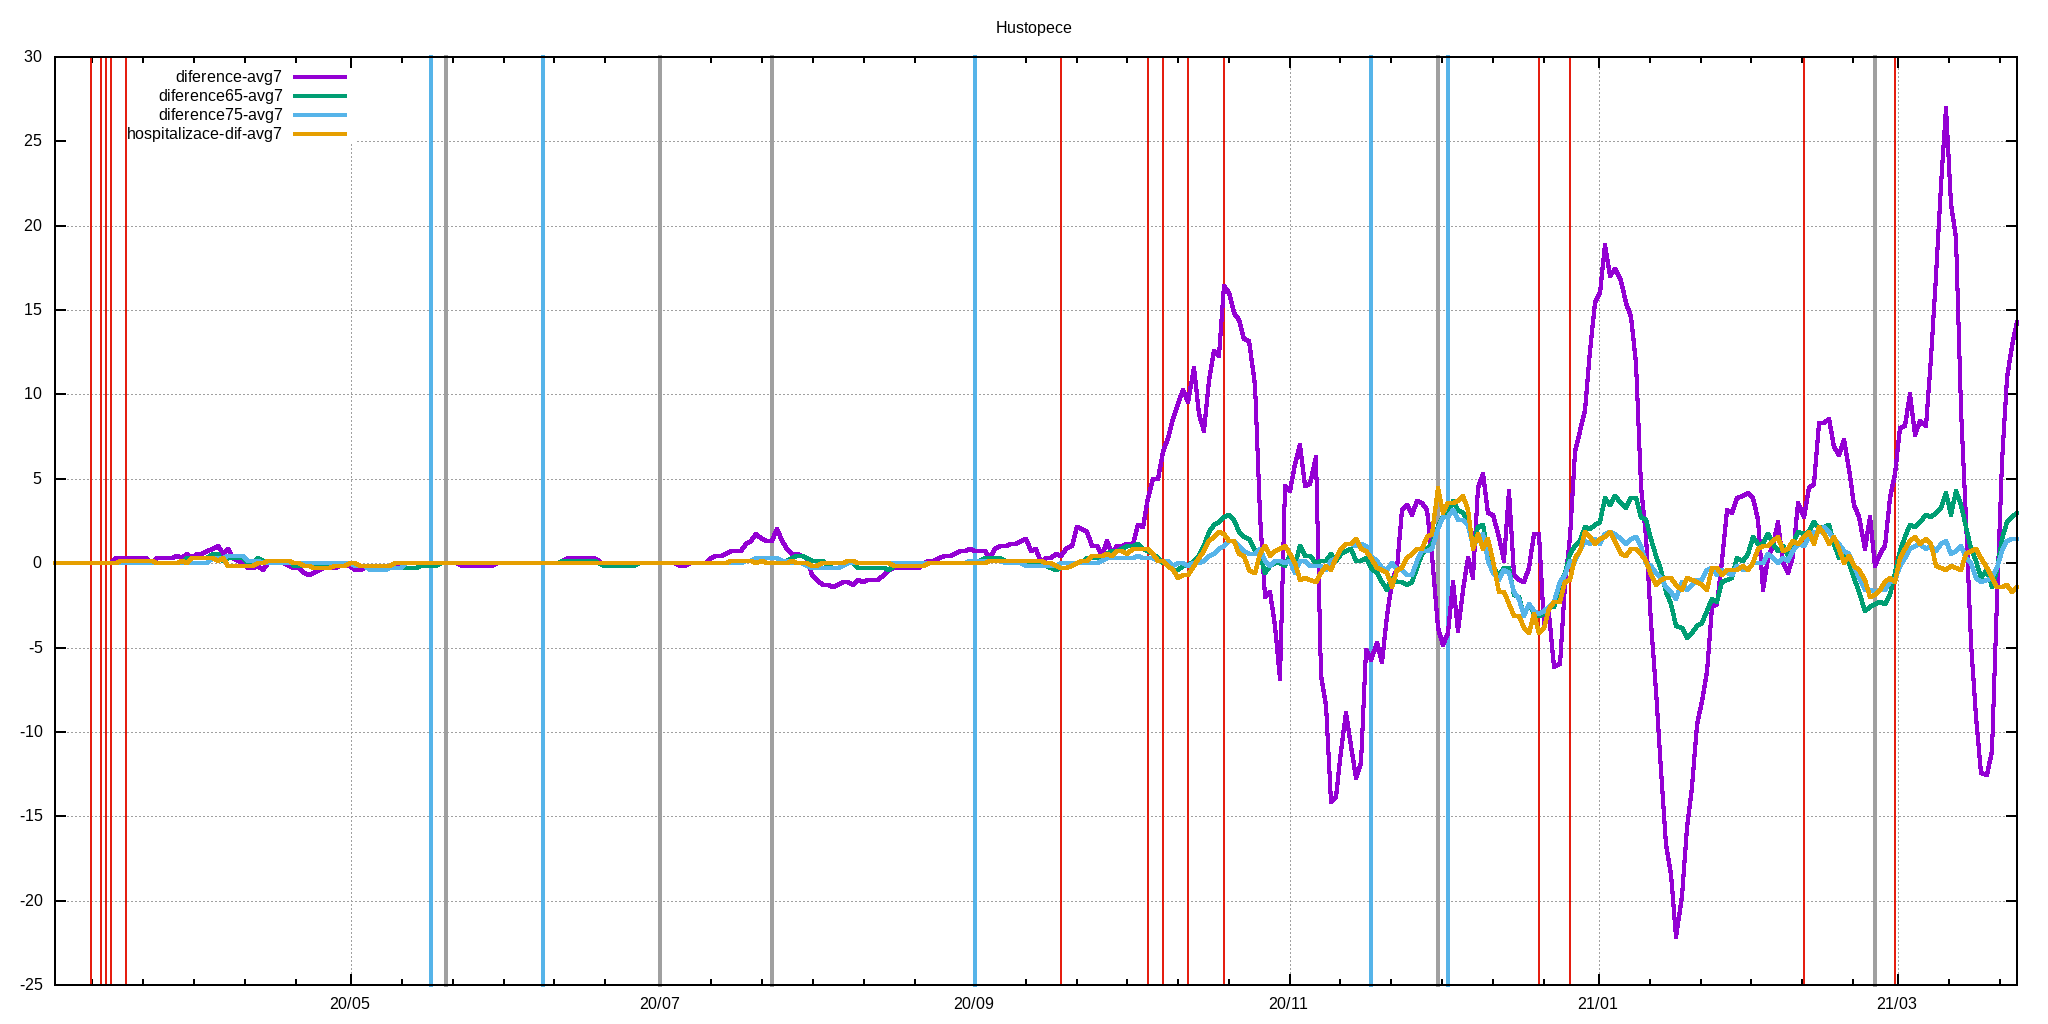 Hustopece
diference-avg7
diference65-avg7
diference75-avg7
hospitalizace-dif-avg7
30
25
20
15
10
5
0
-5
-10
-15
-20
-25
20/05 20/07 20/09 20/11 21/01 21/03